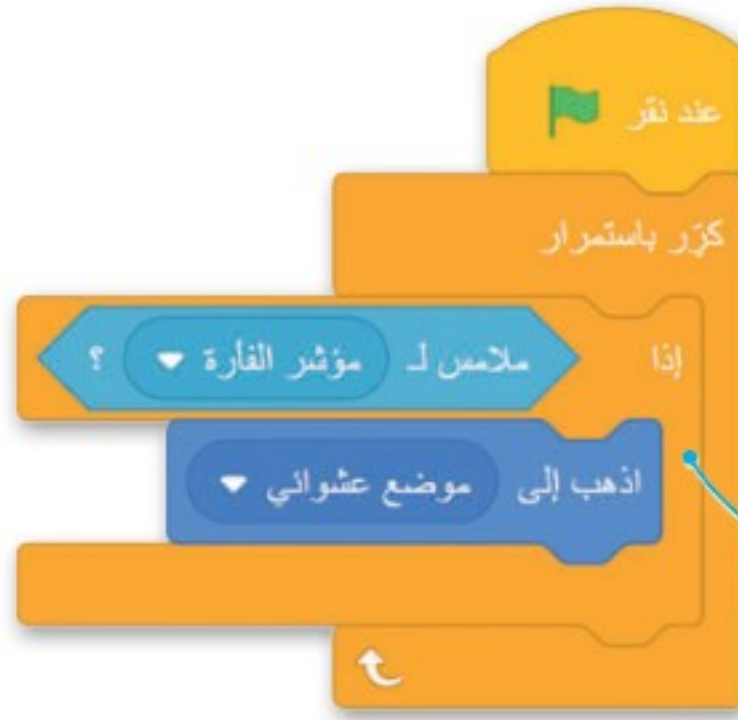 عند نقر
كرّر باستمرار
إذا ملامس لـ مؤشر الفأرة ؟
اذهب إلى موضع عشوائي